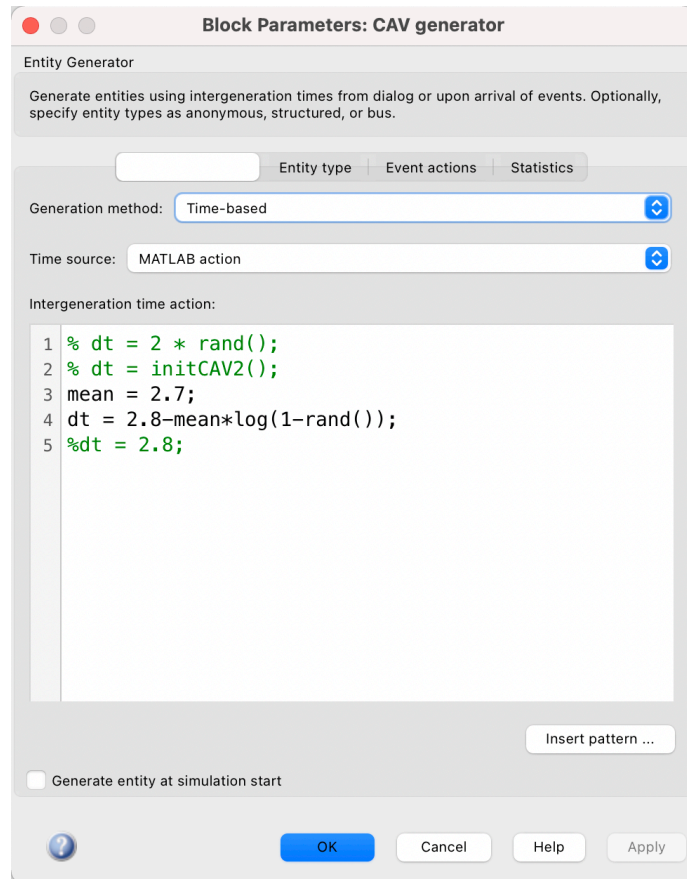 Block Parameters: CAV generator
Entity Generator
Generate entities using intergeneration times from dialog or upon arrival of events. Optionally,
specify entity types as anonymous, structured, or bus.
Entity type Event actions Statistics
Generation method: Time-based
Time source: MATLAB action
Intergeneration time action:
1 % dt = 2 * rand();
2 % dt = initCAV2();
3 mean = 2.7;
4 dt = 2.8-mean*log(1-rand());
5 %dt = 2.8;
Insert pattern ...
Generate entity at simulation start
? OK Cancel Help Apply